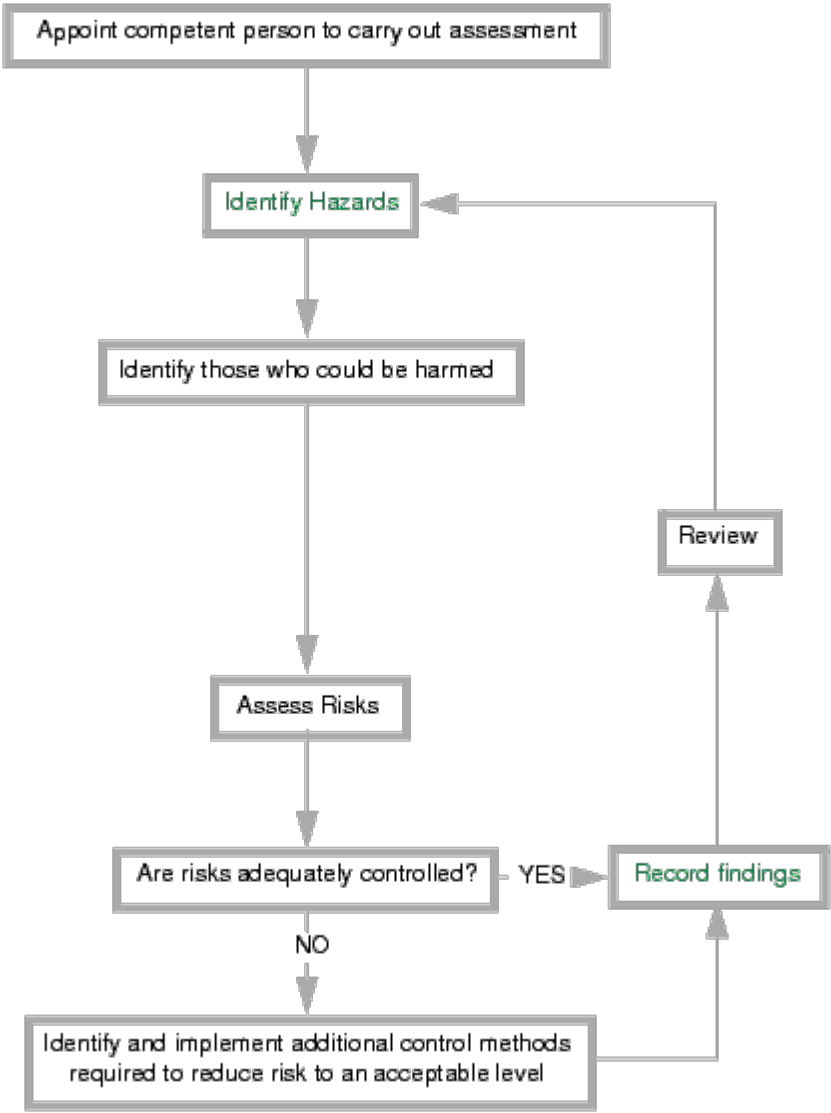 Appoint competent person to carry out assessment
Identify Hazards
Identify those who could be harmed
Review
Assess Risks
Are risks adequately controlled?
YES
Record findings
NO
Identify and implement additional control methods
required to reduce risk to an acceptable level